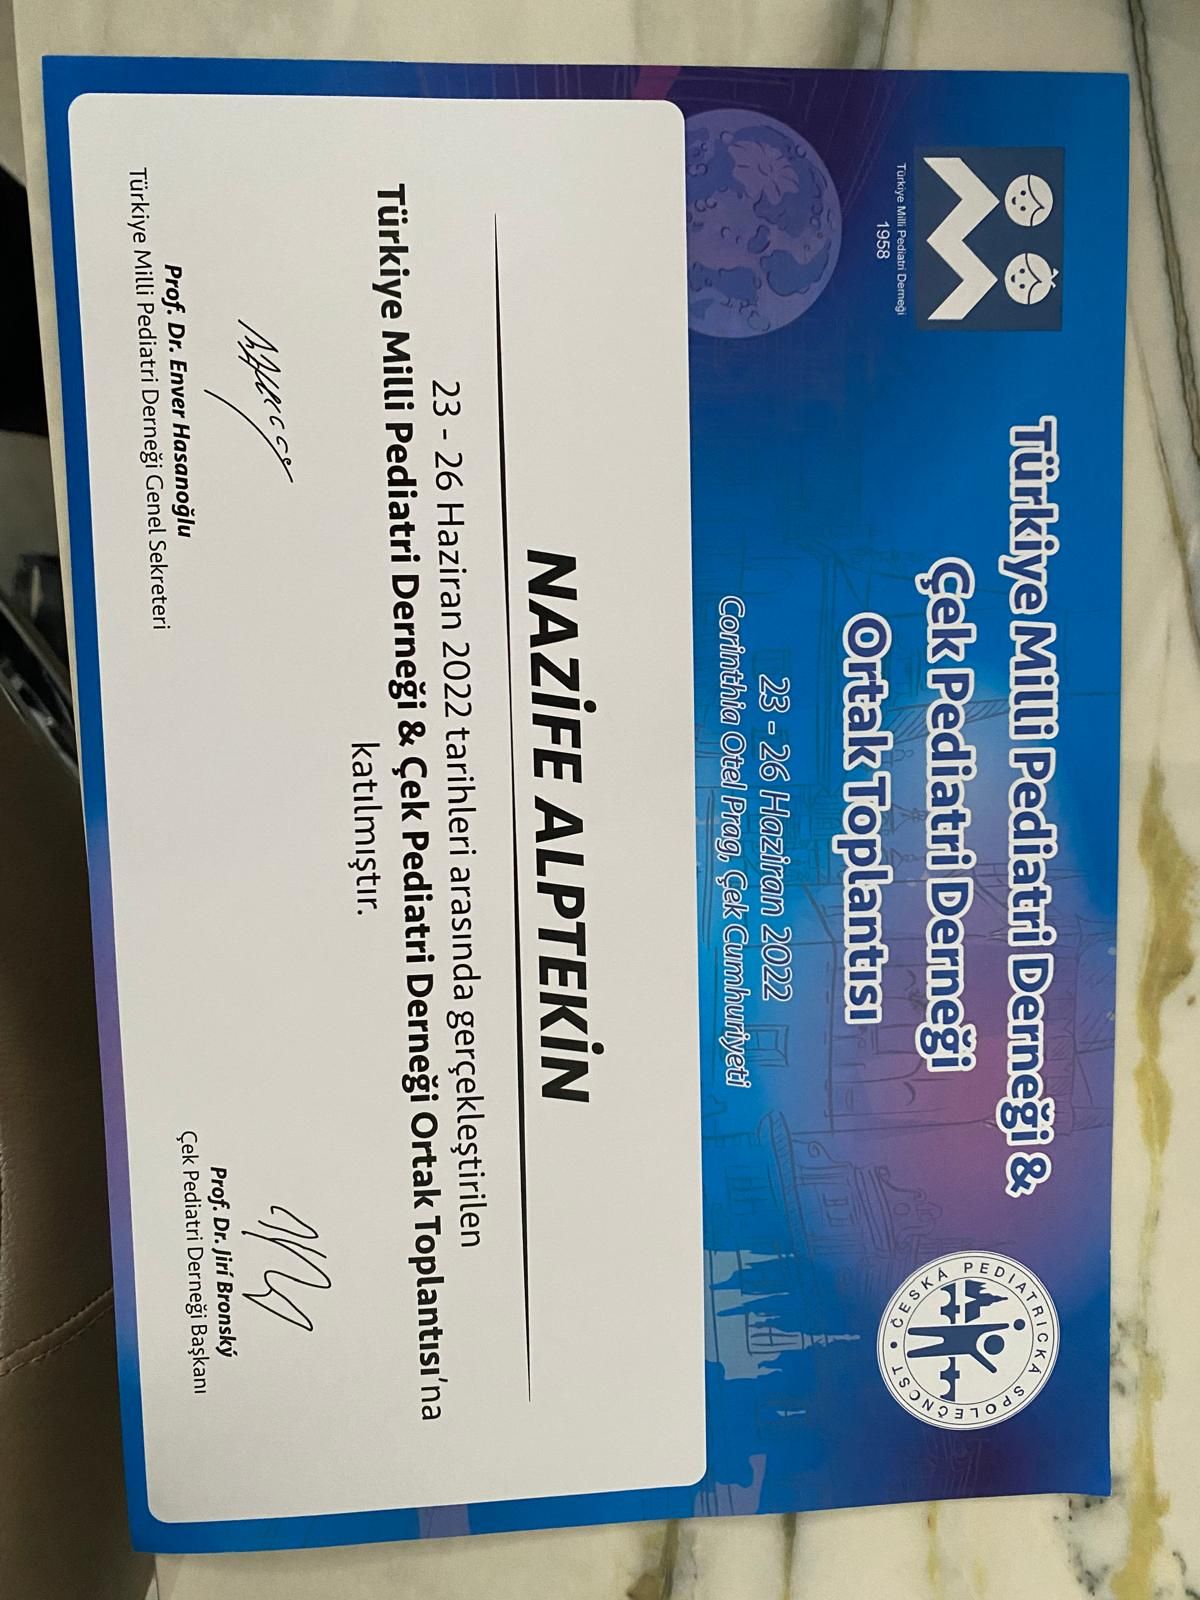 Türkiye Milli Pediatri Derneği
1958
Türkiye Milli Pediatri Derneği &
Çek Pediatri Derneği
Ortak Toplantısı
23 - 26 Haziran 2022
Corinthia Otel Prag, Çek Cumhuriyeti
ČESKÁ PEDIATRICKÁ SPOLEČNOST •
NAZİFE ALPTEKİN
23 - 26 Haziran 2022 tarihleri arasında gerçekleştirilen
Türkiye Milli Pediatri Derneği & Çek Pediatri Derneği Ortak Toplantısı'na
katılmıştır.
Prof. Dr. Enver Hasanoğlu
Türkiye Milli Pediatri Derneği Genel Sekreteri
Prof. Dr. Jirí Bronský
Çek Pediatri Derneği Başkanı